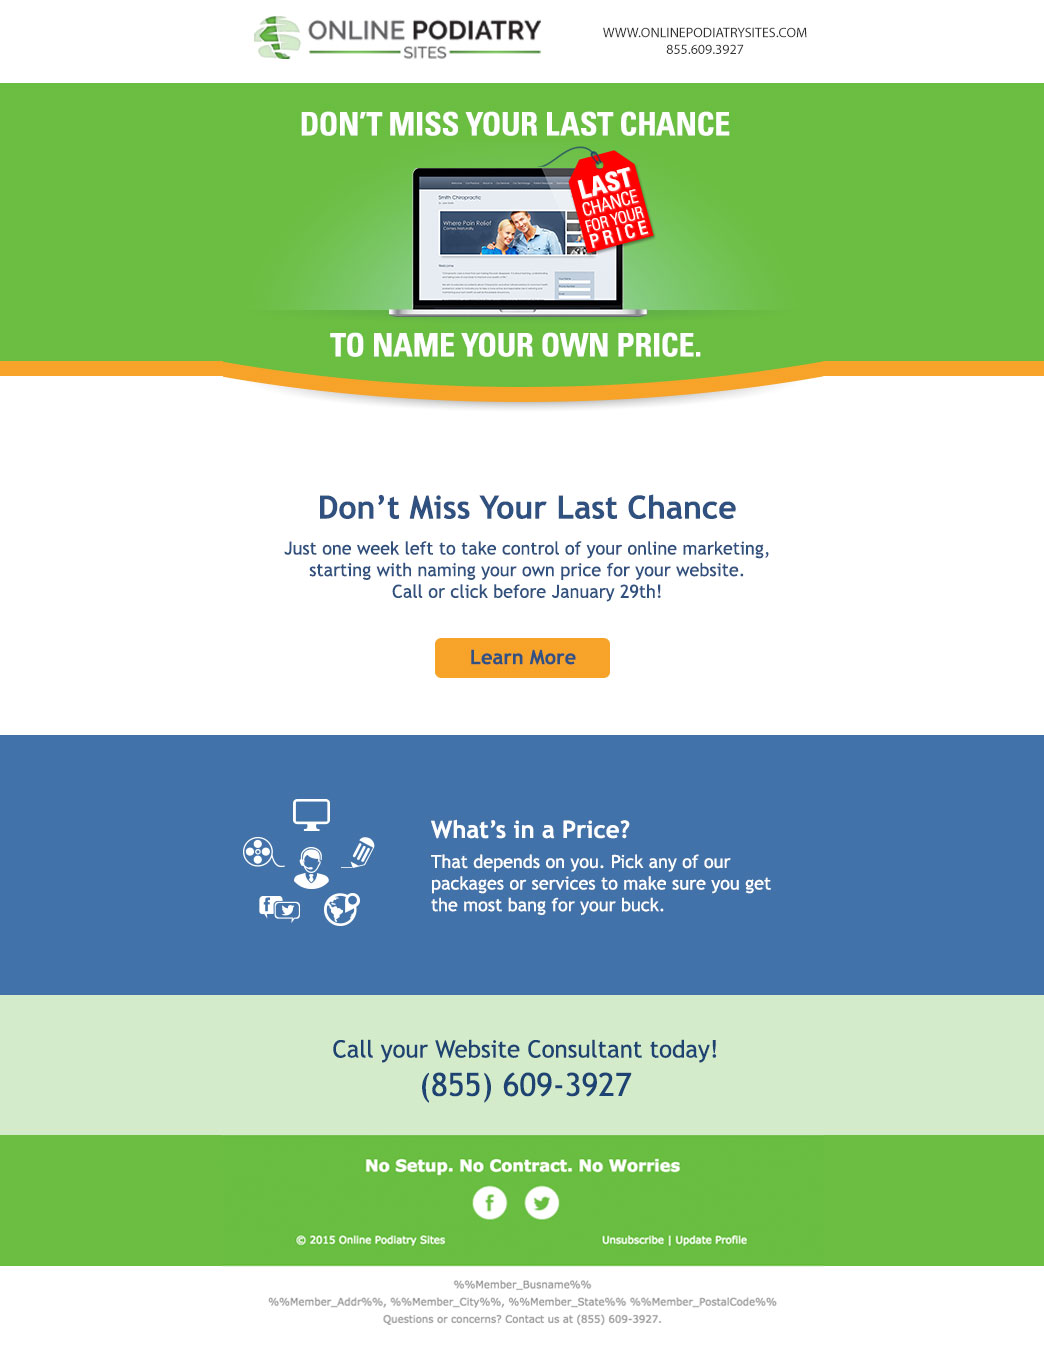 ONLINE PODIATRY
SITES
WWW.ONLINEPODIATRYSITES.COM
855.609.3927
DON'T MISS YOUR LAST CHANCE
LAST
CHANCE
FOR YOUR
PRICE
Smith Chiropractic
Where Pain Relief
Comes Naturally
Welcome
TO NAME YOUR OWN PRICE.
Don't Miss Your Last Chance
Just one week left to take control of your online marketing,
starting with naming your own price for your website.
Call or click before January 29th!
Learn More
What's in a Price?
That depends on you. Pick any of our
packages or services to make sure you get
the most bang for your buck.
Call your Website Consultant today!
(855) 609-3927
No Setup. No Contract. No Worries
© 2015 Online Podiatry Sites
Unsubscribe | Update Profile
%%Member_Busname%%
%%Member_Addr%%, %%Member_City%%, %%Member_State%% %%Member_PostalCode%%
Questions or concerns? Contact us at (855) 609-3927.